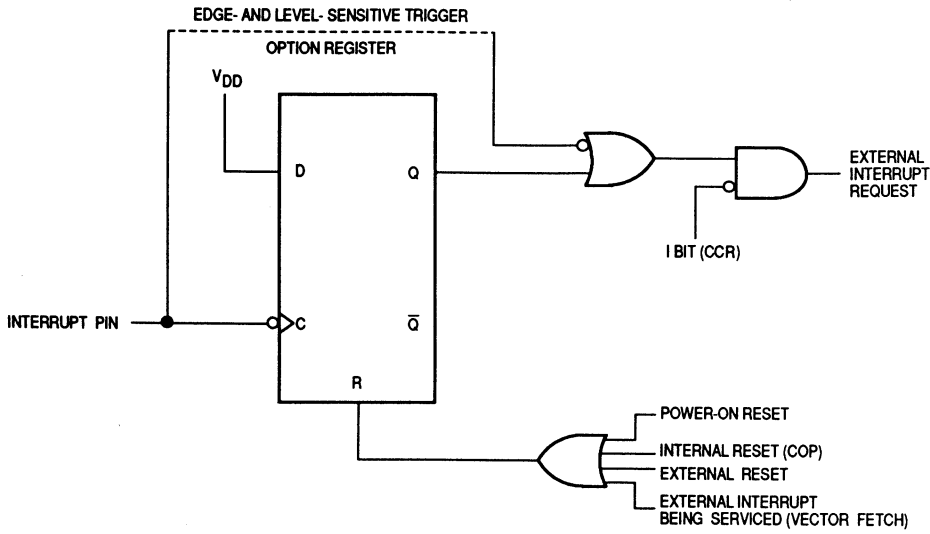 EDGE- AND LEVEL- SENSITIVE TRIGGER
OPTION REGISTER
VDD
D
Q
EXTERNAL
INTERRUPT
REQUEST
I BIT (CCR)
INTERRUPT PIN
C
Q̅
R
POWER-ON RESET
INTERNAL RESET (COP)
EXTERNAL RESET
EXTERNAL INTERRUPT
BEING SERVICED (VECTOR FETCH)